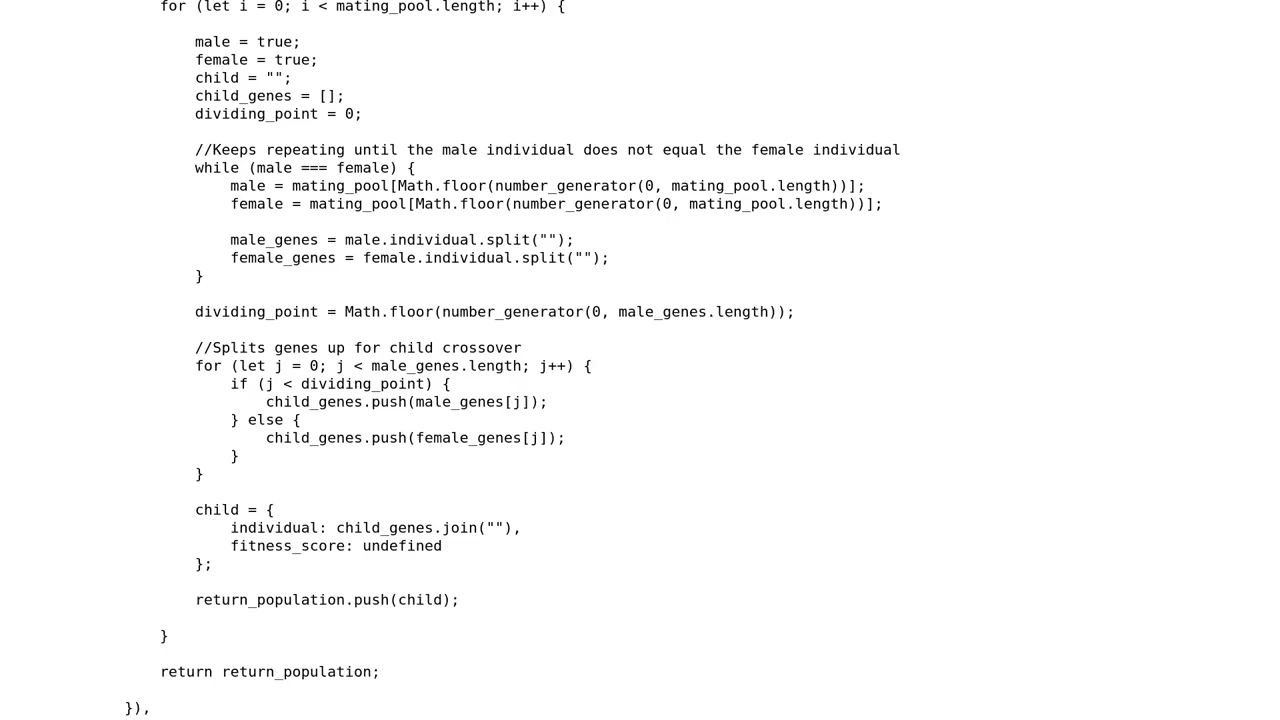 for (let i = 0; i < mating_pool.length; i++) {
male = true;
female = true;
child = "";
child_genes = [];
dividing_point = 0;
//Keeps repeating until the male individual does not equal the female individual
while (male === female) {
male = mating_pool[Math.floor(number_generator(0, mating_pool.length))];
female = mating_pool[Math.floor(number_generator(0, mating_pool.length))];
male_genes = male.individual.split("");
female_genes = female.individual.split("");
}
dividing_point = Math.floor(number_generator(0, male_genes.length));
//Splits genes up for child crossover
for (let j = 0; j < male_genes.length; j++) {
if (j < dividing_point) {
child_genes.push(male_genes[j]);
} else {
child_genes.push(female_genes[j]);
}
}
child = {
individual: child_genes.join(""),
fitness_score: undefined
};
return_population.push(child);
}
return return_population;
}),